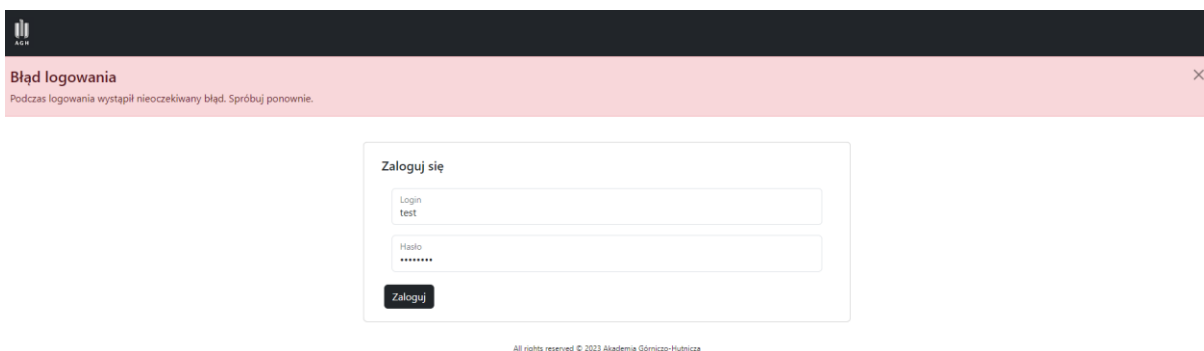 AGH
Błąd logowania
Podczas logowania wystąpił nieoczekiwany błąd. Spróbuj ponownie.
Zaloguj się
Login
test
Hasło
••••••••
Zaloguj
All rights reserved © 2023 Akademia Górniczo-Hutnicza